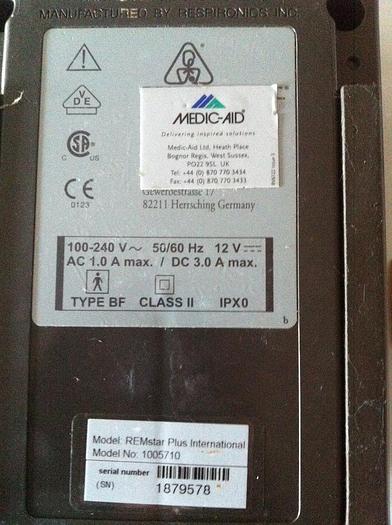 MANUFACTURED BY RESPIRONICS INC
VDE
MEDIC-AID®
Delivering inspired solutions
Medic-Aid Ltd, Heath Place
Bognor Regis, West Sussex,
PO22 9SL UK
Tel: +44 (0) 870 770 3434
Fax: +44 (0) 870 770 3433
SP®
C US
CE
0123
Gewerbestrasse 17
82211 Herrsching Germany
100-240 V~ 50/60 Hz 12 V
AC 1.0 A max. / DC 3.0 A max.
TYPE BF CLASS II IPX0
b
Model: REMstar Plus International
Model No: 1005710
serial number
(SN)
1879578